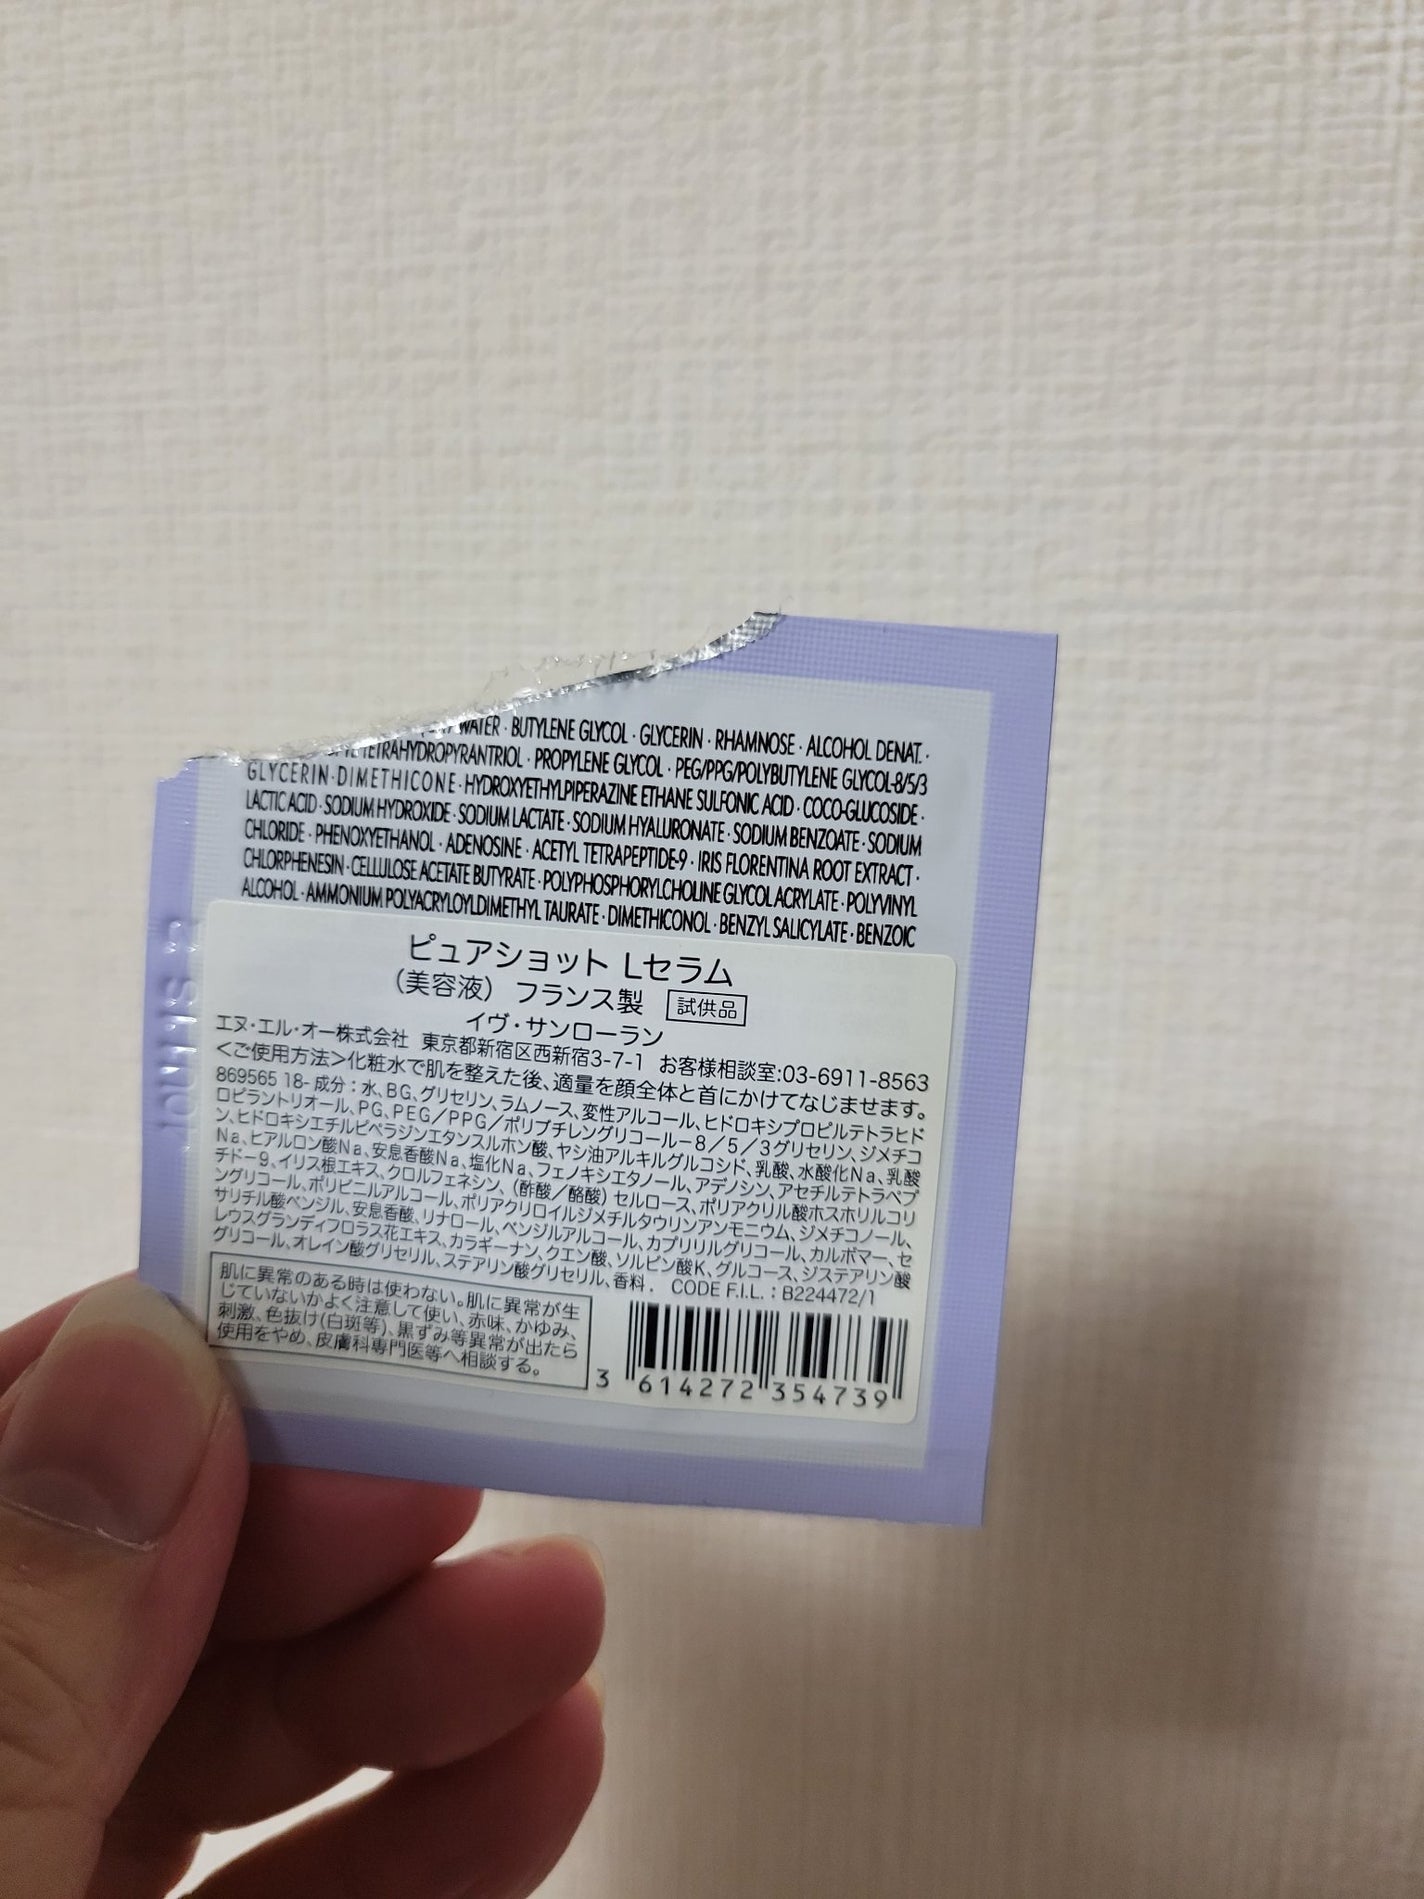 WATER · BUTYLENE GLYCOL · GLYCERIN · RHAMNOSE · ALCOHOL DENAT. ·
TETRAHYDROPYRANTRIOL · PROPYLENE GLYCOL · PEG/PPG/POLYBUTYLENE GLYCOL-8/5/3
GLYCERIN · DIMETHICONE · HYDROXYETHYLPIPERAZINE ETHANE SULFONIC ACID · COCO-GLUCOSIDE ·
LACTIC ACID · SODIUM HYDROXIDE · SODIUM LACTATE · SODIUM HYALURONATE · SODIUM BENZOATE · SODIUM
CHLORIDE · PHENOXYETHANOL · ADENOSINE · ACETYL TETRAPEPTIDE-9 · IRIS FLORENTINA ROOT EXTRACT ·
CHLORPHENESIN · CELLULOSE ACETATE BUTYRATE · POLYPHOSPHORYLCHOLINE GLYCOL ACRYLATE · POLYVINYL
ALCOHOL · AMMONIUM POLYACRYLOYLDIMETHYL TAURATE · DIMETHICONOL · BENZYL SALICYLATE · BENZOIC
ピュアショット Lセラム
（美容液） フランス製 試供品
イヴ・サンローラン
エヌ・エル・オー株式会社 東京都新宿区西新宿3-7-1 お客様相談室:03-6911-8563
＜ご使用方法＞化粧水で肌を整えた後、適量を顔全体と首にかけてなじませます。
869565 18- 成分：水、BG、グリセリン、ラムノース、変性アルコール、ヒドロキシプロピルテトラヒド
ロピラントリオール、PG、PEG／PPG／ポリブチレングリコール－8／5／3グリセリン、ジメチコ
ン、ヒドロキシエチルピペラジンエタンスルホン酸、ヤシ油アルキルグルコシド、乳酸、水酸化Na、乳酸
Na、ヒアルロン酸Na、安息香酸Na、塩化Na、フェノキシエタノール、アデノシン、アセチルテトラペプ
チド－9、イリス根エキス、クロルフェネシン、（酢酸／酪酸）セルロース、ポリアクリル酸ホスホリルコリ
ングリコール、ポリビニルアルコール、ポリアクリロイルジメチルタウリンアンモニウム、ジメチコノール、
サリチル酸ベンジル、安息香酸、リナロール、ベンジルアルコール、カプリリルグリコール、カルボマー、セ
レウスグランディフロラス花エキス、カラギーナン、クエン酸、ソルビン酸K、グルコース、ジステアリン酸
グリコール、オレイン酸グリセリル、ステアリン酸グリセリル、香料． CODE F.I.L. : B224472/1
肌に異常のある時は使わない。肌に異常が生
じていないかよく注意して使い、赤味、かゆみ、
刺激、色抜け(白斑等)、黒ずみ等異常が出たら
使用をやめ、皮膚科専門医等へ相談する。
3 614272 354739